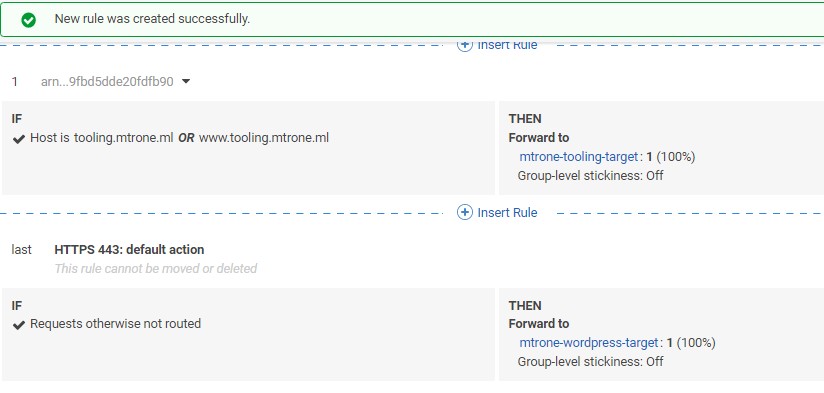 New rule was created successfully.
Insert Rule
1 arn...9fbd5dde20fdfb90
IF
Host is tooling.mtrone.ml OR www.tooling.mtrone.ml
THEN
Forward to
mtrone-tooling-target: 1 (100%)
Group-level stickiness: Off
Insert Rule
last HTTPS 443: default action
This rule cannot be moved or deleted
IF
Requests otherwise not routed
THEN
Forward to
mtrone-wordpress-target: 1 (100%)
Group-level stickiness: Off